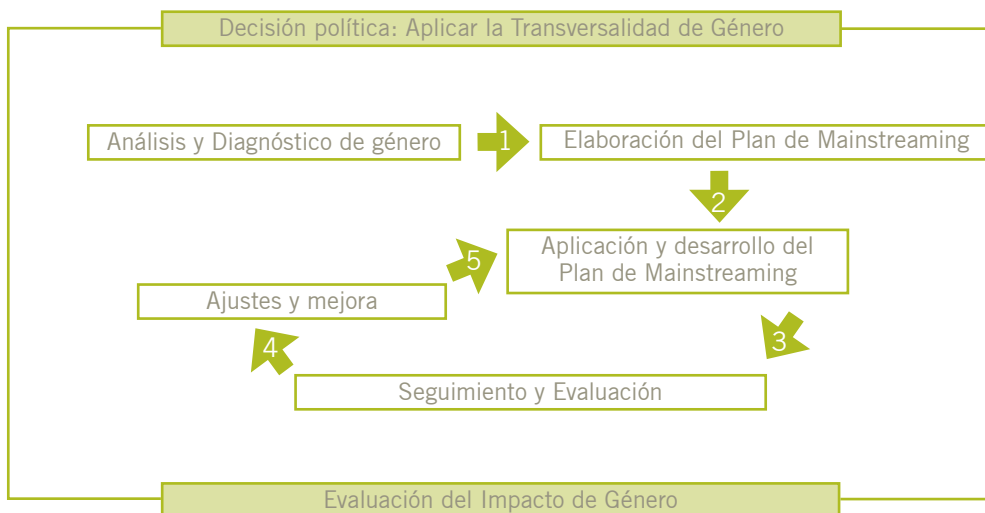 Decisión política: Aplicar la Transversalidad de Género
Análisis y Diagnóstico de género
1
Elaboración del Plan de Mainstreaming
2
Aplicación y desarrollo del
Plan de Mainstreaming
5
Ajustes y mejora
3
4
Seguimiento y Evaluación
Evaluación del Impacto de Género